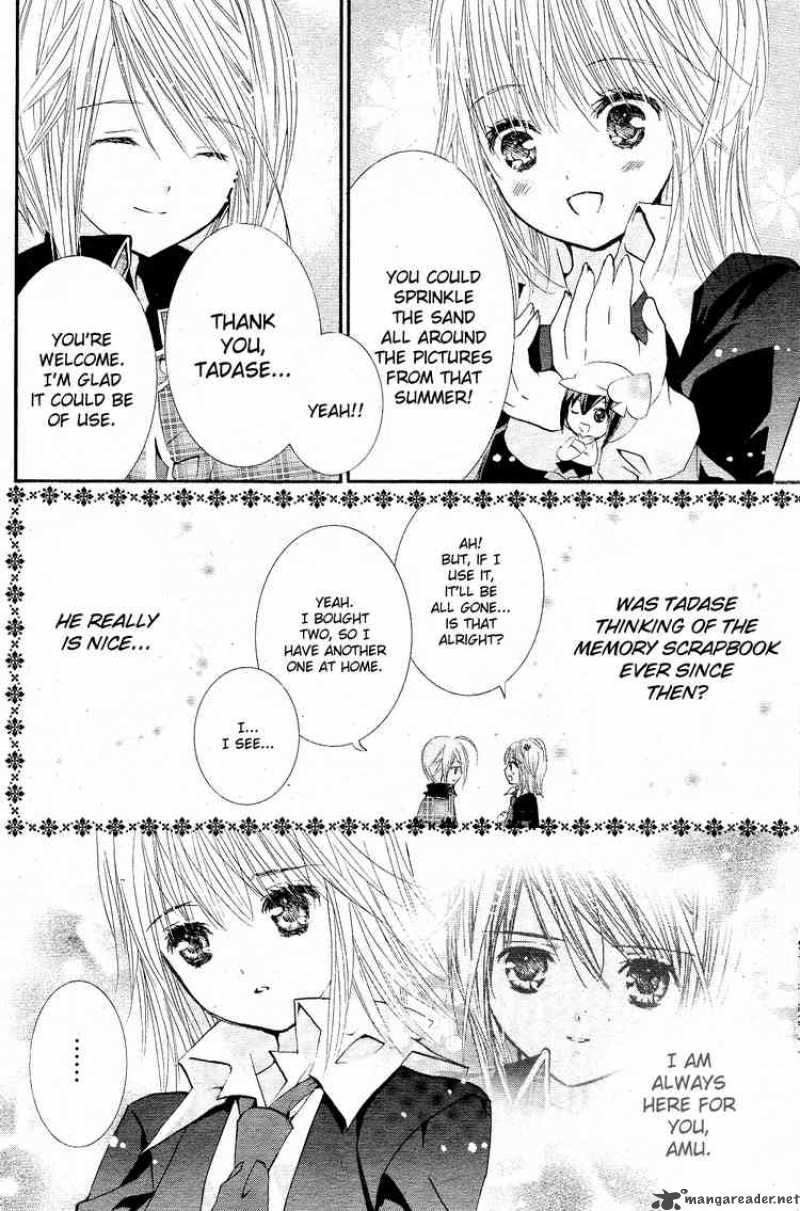 YOU COULD
SPRINKLE
THE SAND
ALL AROUND
THE PICTURES
FROM THAT
SUMMER!
YEAH!!
THANK
YOU,
TADASE...
YOU'RE
WELCOME.
I'M GLAD
IT COULD BE
OF USE.
WAS TADASE
THINKING OF THE
MEMORY SCRAPBOOK
EVER SINCE
THEN?
AH!
BUT, IF I
USE IT,
IT'LL BE
ALL GONE...
IS THAT
ALRIGHT?
YEAH.
I BOUGHT
TWO, SO I
HAVE ANOTHER
ONE AT HOME.
I...
I SEE...
HE REALLY
IS NICE...
I AM
ALWAYS
HERE FOR
YOU,
AMU.
......
mangareader.net